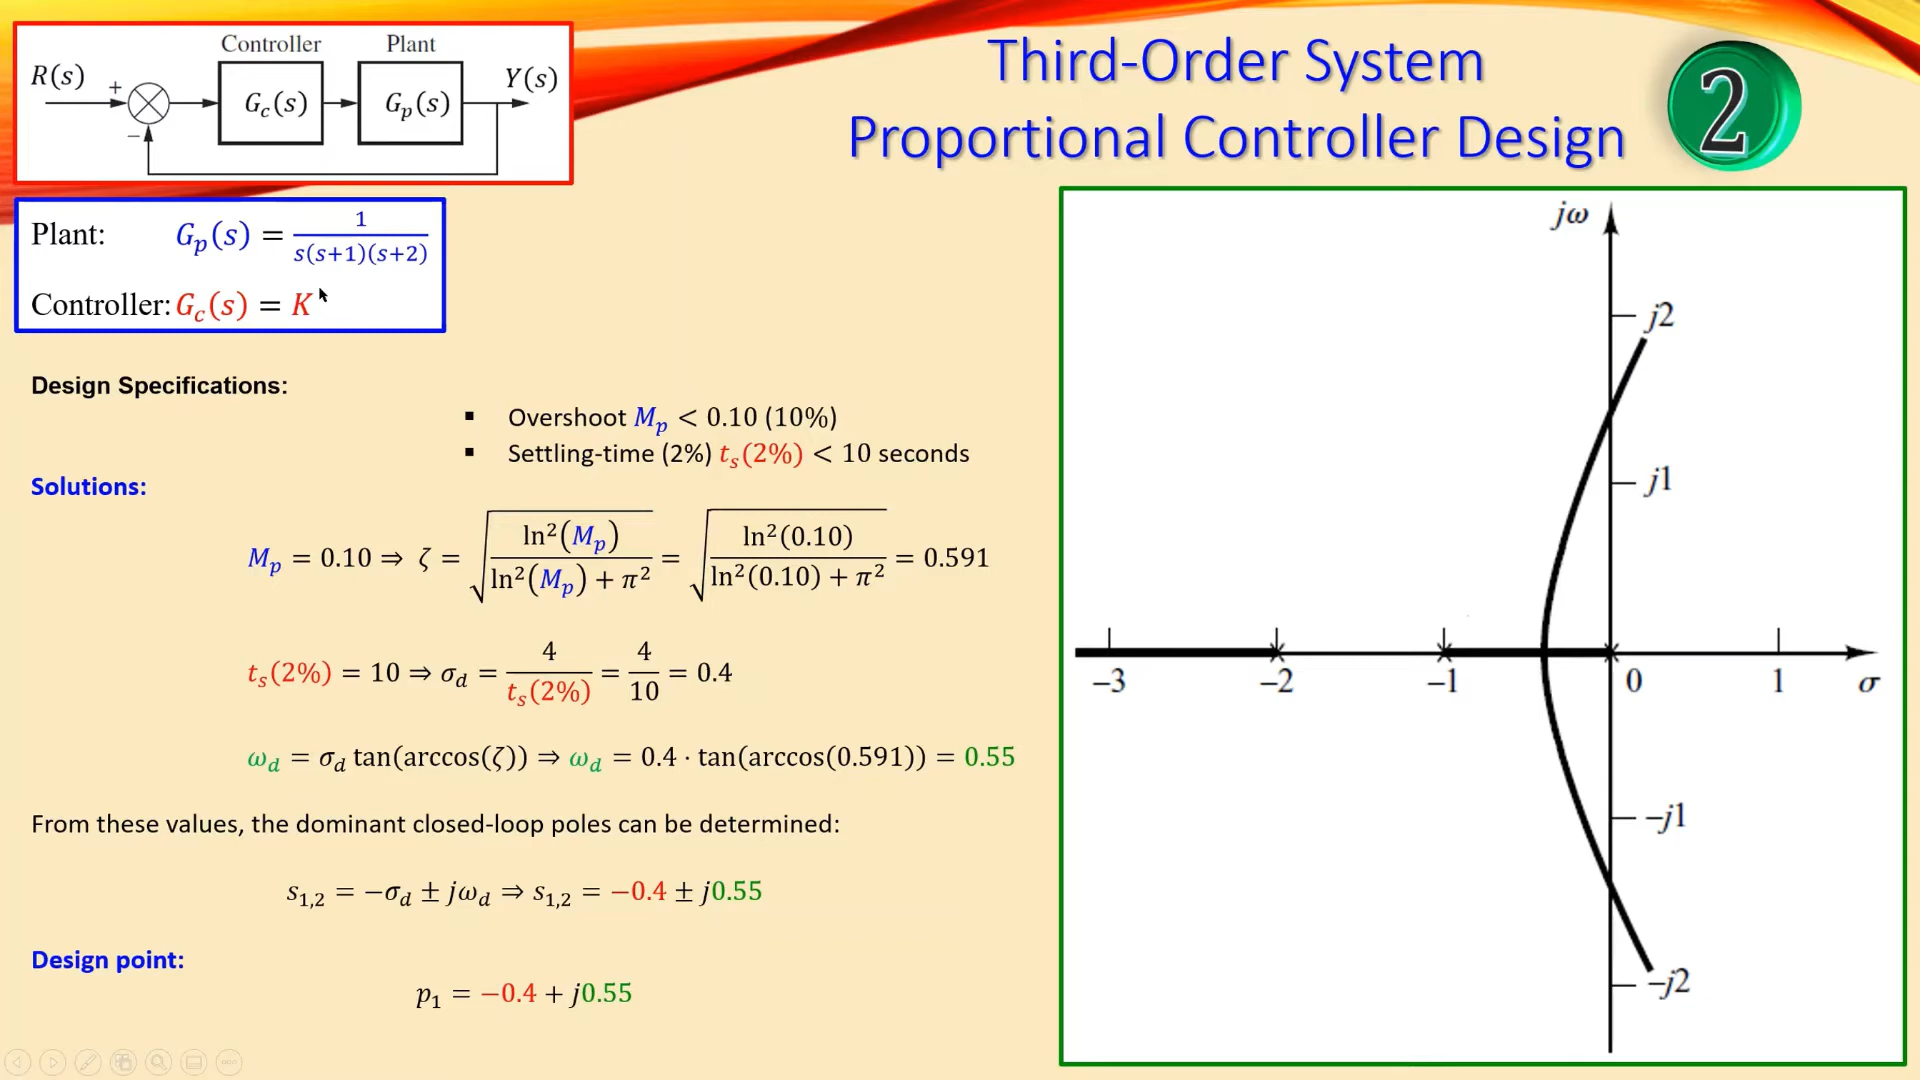 Controller Plant
R(s) + − G_c(s) G_p(s) Y(s)
Third-Order System
Proportional Controller Design
2
Plant: G_p(s) = 1 / s(s+1)(s+2)
Controller: G_c(s) = K
Design Specifications:
▪ Overshoot M_p < 0.10 (10%)
▪ Settling-time (2%) t_s(2%) < 10 seconds
Solutions:
M_p = 0.10 ⇒ ζ = √(ln²(M_p) / (ln²(M_p) + π²)) = √(ln²(0.10) / (ln²(0.10) + π²)) = 0.591
t_s(2%) = 10 ⇒ σ_d = 4 / t_s(2%) = 4 / 10 = 0.4
ω_d = σ_d tan(arccos(ζ)) ⇒ ω_d = 0.4 · tan(arccos(0.591)) = 0.55
From these values, the dominant closed-loop poles can be determined:
s_1,2 = −σ_d ± jω_d ⇒ s_1,2 = −0.4 ± j0.55
Design point:
p_1 = −0.4 + j0.55
jω
j2
j1
−3 −2 −1 0 1 σ
−j1
−j2